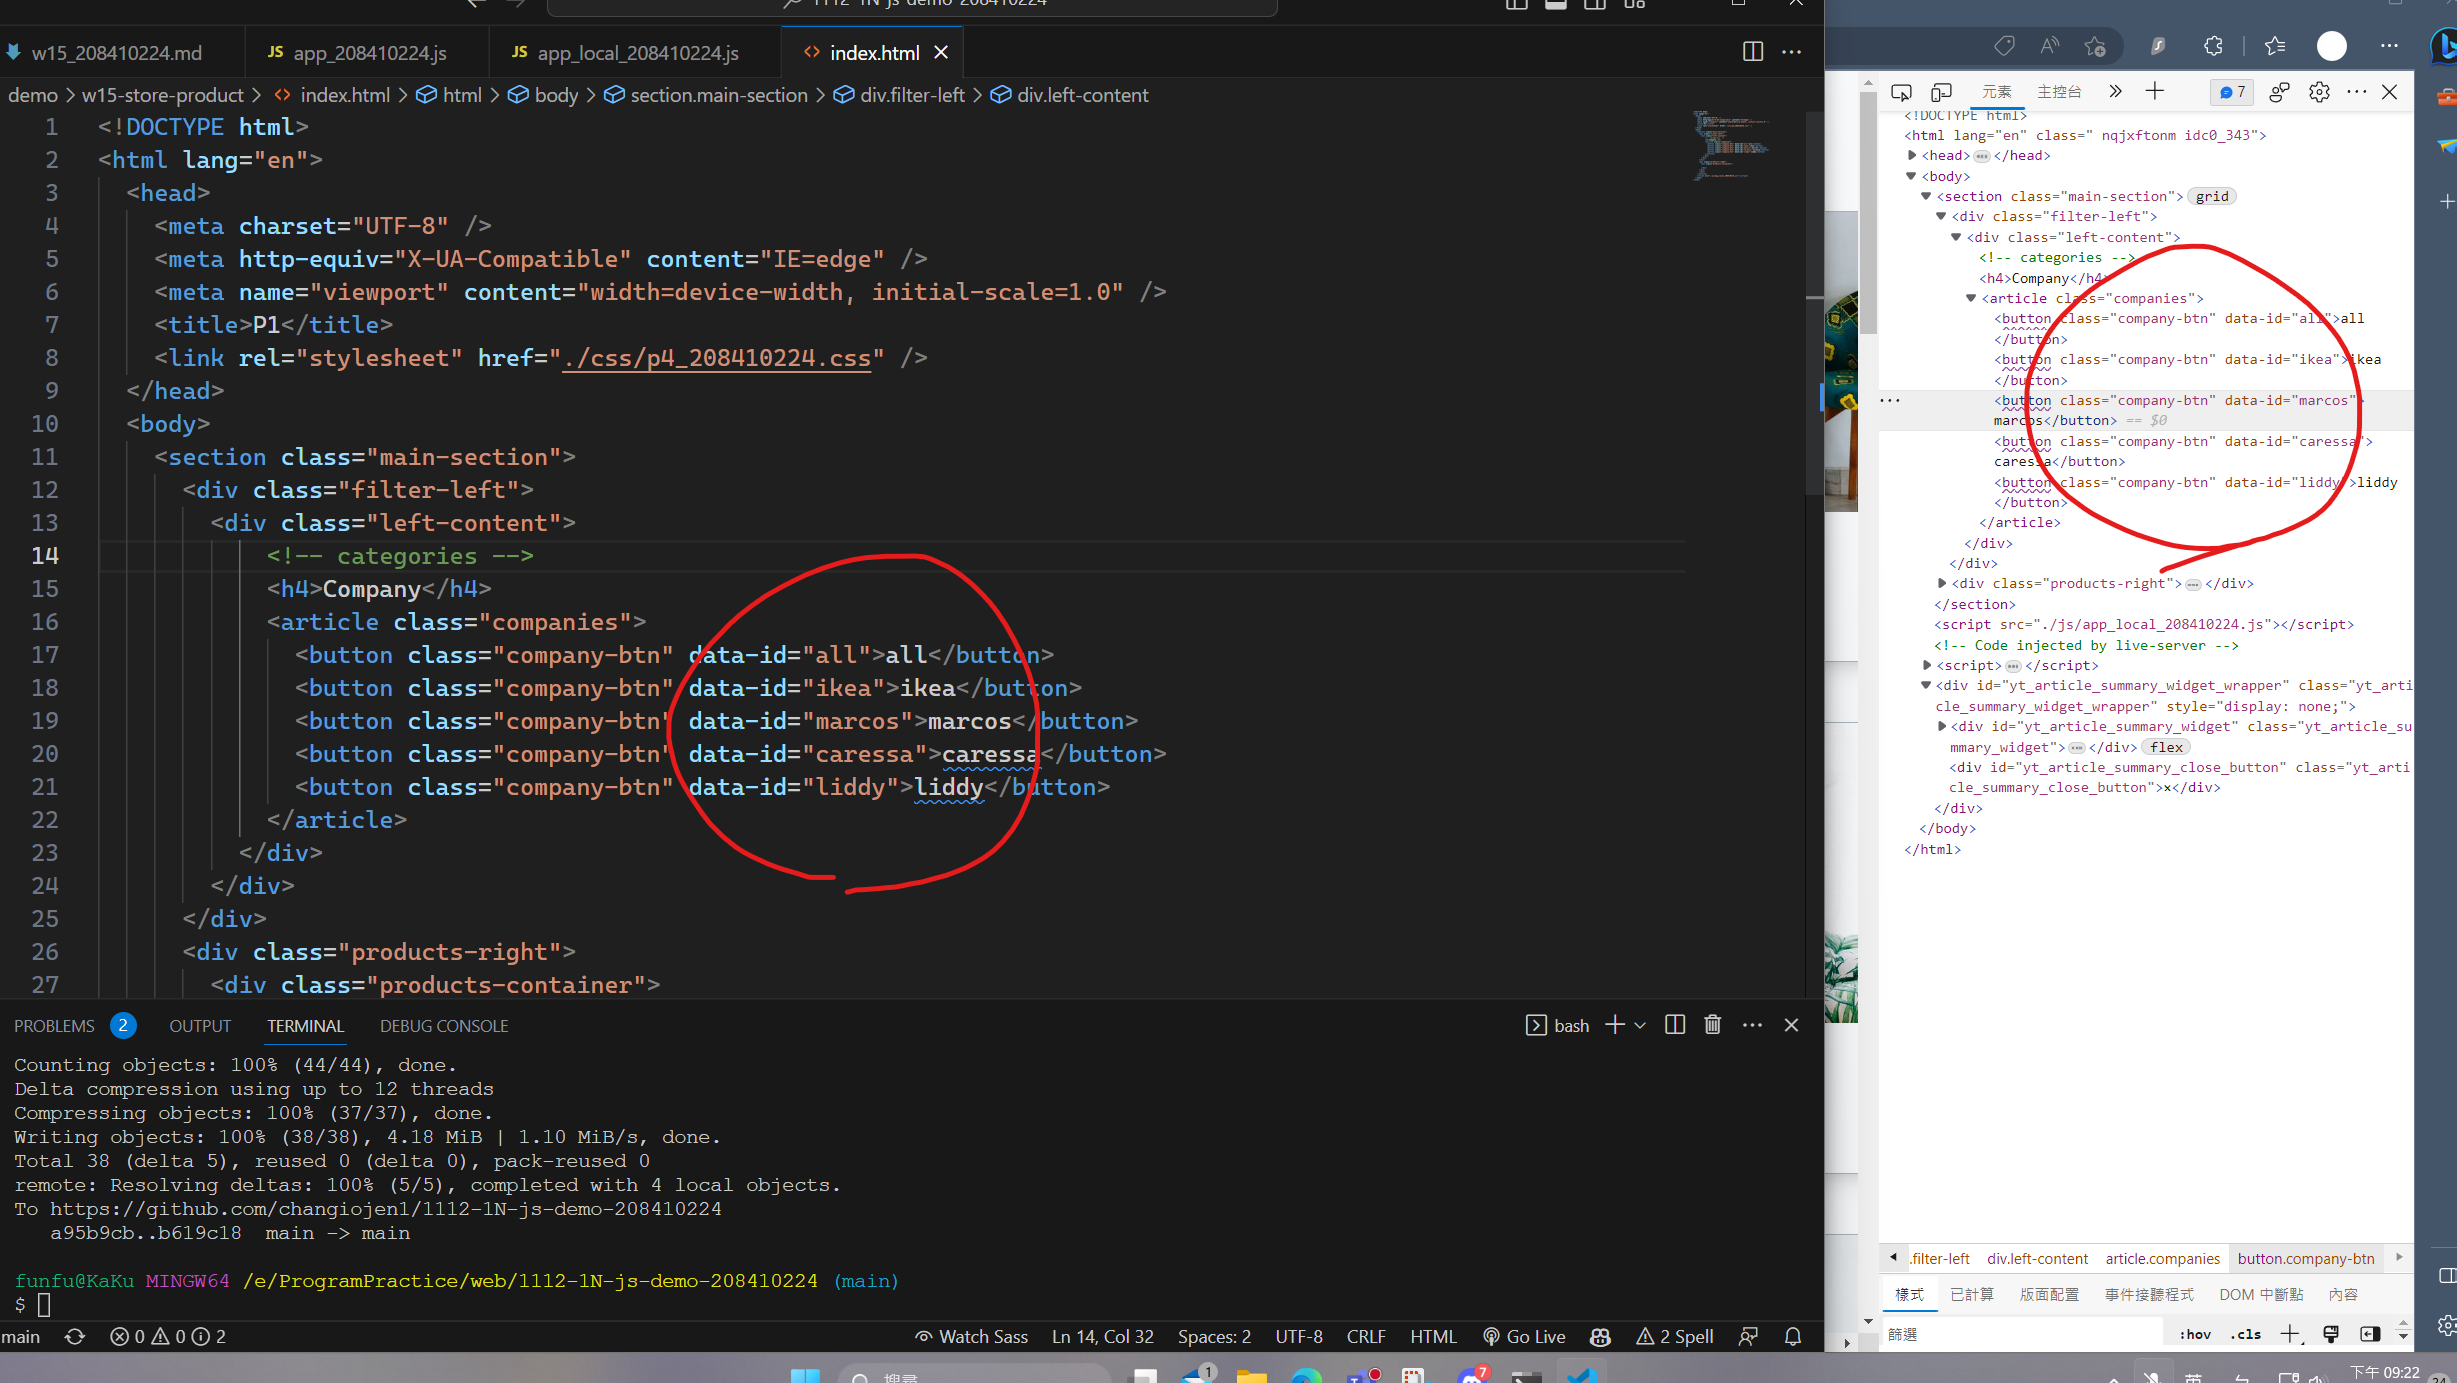 1112-1N-js-demo-208410224
w15_208410224.md
JS app_208410224.js
JS app_local_208410224.js
index.html
demo > w15-store-product > index.html > html > body > section.main-section > div.filter-left > div.left-content
1 <!DOCTYPE html>
2 <html lang="en">
3 <head>
4 <meta charset="UTF-8" />
5 <meta http-equiv="X-UA-Compatible" content="IE=edge" />
6 <meta name="viewport" content="width=device-width, initial-scale=1.0" />
7 <title>P1</title>
8 <link rel="stylesheet" href="./css/p4_208410224.css" />
9 </head>
10 <body>
11 <section class="main-section">
12 <div class="filter-left">
13 <div class="left-content">
14 <!-- categories -->
15 <h4>Company</h4>
16 <article class="companies">
17 <button class="company-btn" data-id="all">all</button>
18 <button class="company-btn" data-id="ikea">ikea</button>
19 <button class="company-btn" data-id="marcos">marcos</button>
20 <button class="company-btn" data-id="caressa">caressa</button>
21 <button class="company-btn" data-id="liddy">liddy</button>
22 </article>
23 </div>
24 </div>
25 </div>
26 <div class="products-right">
27 <div class="products-container">
PROBLEMS 2 OUTPUT TERMINAL DEBUG CONSOLE
bash
Counting objects: 100% (44/44), done.
Delta compression using up to 12 threads
Compressing objects: 100% (37/37), done.
Writing objects: 100% (38/38), 4.18 MiB | 1.10 MiB/s, done.
Total 38 (delta 5), reused 0 (delta 0), pack-reused 0
remote: Resolving deltas: 100% (5/5), completed with 4 local objects.
To https://github.com/changiojen1/1112-1N-js-demo-208410224
a95b9cb..b619c18  main -> main
funfu@KaKu MINGW64 /e/ProgramPractice/web/1112-1N-js-demo-208410224 (main)
$
main 0 0 2 Watch Sass Ln 14, Col 32 Spaces: 2 UTF-8 CRLF HTML Go Live 2 Spell
元素 主控台 7
<!DOCTYPE html>
<html lang="en" class=" nqjxftonm idc0_343">
<head> </head>
<body>
<section class="main-section"> grid
<div class="filter-left">
<div class="left-content">
<!-- categories -->
<h4>Company</h4>
<article class="companies">
<button class="company-btn" data-id="all">all
</button>
<button class="company-btn" data-id="ikea">ikea
</button>
<button class="company-btn" data-id="marcos">
marcos</button> == $0
<button class="company-btn" data-id="caressa">
caressa</button>
<button class="company-btn" data-id="liddy">liddy
</button>
</article>
</div>
</div>
<div class="products-right"> </div>
</section>
<script src="./js/app_local_208410224.js"></script>
<!-- Code injected by live-server -->
<script> </script>
<div id="yt_article_summary_widget_wrapper" class="yt_arti
cle_summary_widget_wrapper" style="display: none;">
<div id="yt_article_summary_widget" class="yt_article_su
mmary_widget"> </div> flex
<div id="yt_article_summary_close_button" class="yt_arti
cle_summary_close_button">×</div>
</div>
</body>
</html>
.filter-left div.left-content article.companies button.company-btn
樣式 已計算 版面配置 事件接聽程式 DOM 中斷點 內容
篩選 :hov .cls
搜尋
1
7
英
下午 09:22